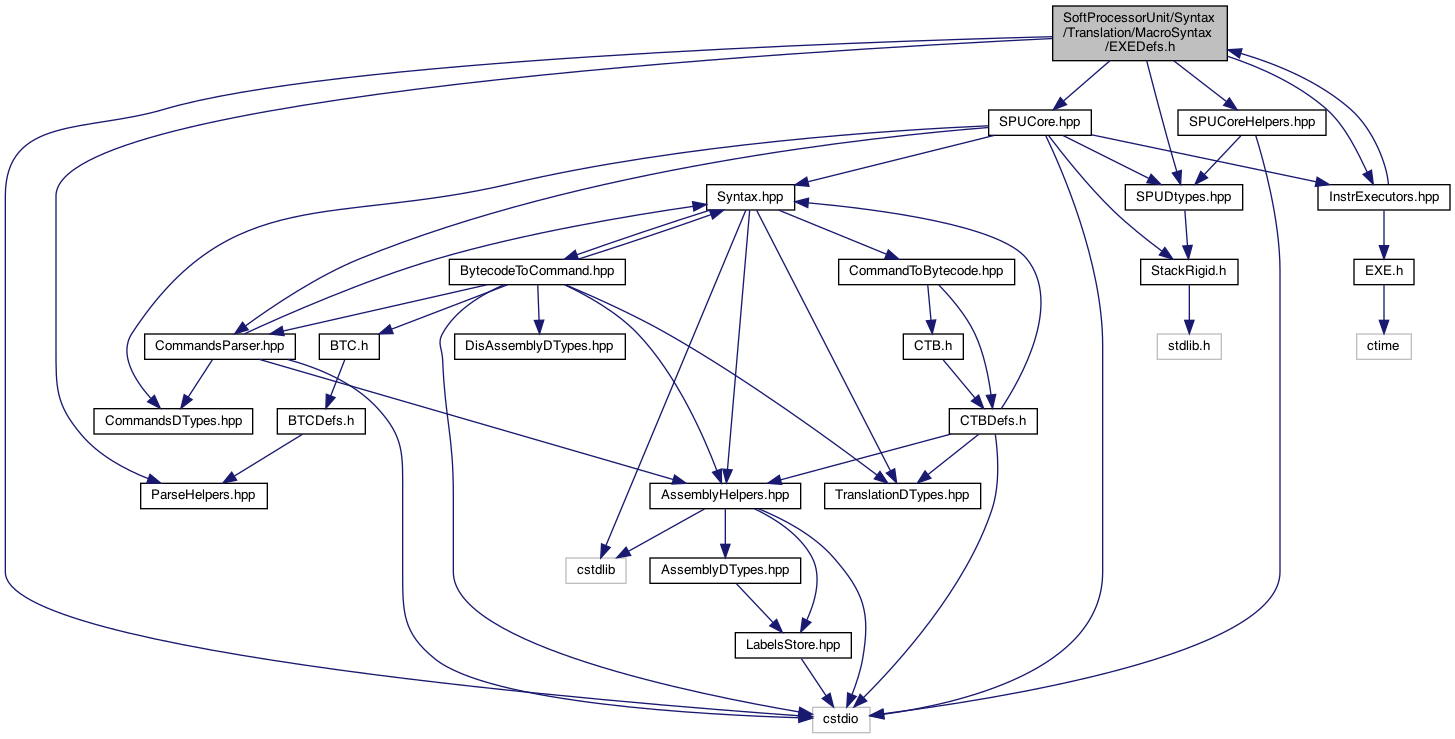 SoftProcessorUnit/Syntax
/Translation/MacroSyntax
/EXEDefs.h
SPUCore.hpp
SPUCoreHelpers.hpp
Syntax.hpp
SPUDtypes.hpp
InstrExecutors.hpp
BytecodeToCommand.hpp
CommandToBytecode.hpp
StackRigid.h
EXE.h
CommandsParser.hpp
BTC.h
DisAssemblyDTypes.hpp
CTB.h
stdlib.h
ctime
CommandsDTypes.hpp
BTCDefs.h
CTBDefs.h
ParseHelpers.hpp
AssemblyHelpers.hpp
TranslationDTypes.hpp
cstdlib
AssemblyDTypes.hpp
LabelsStore.hpp
cstdio